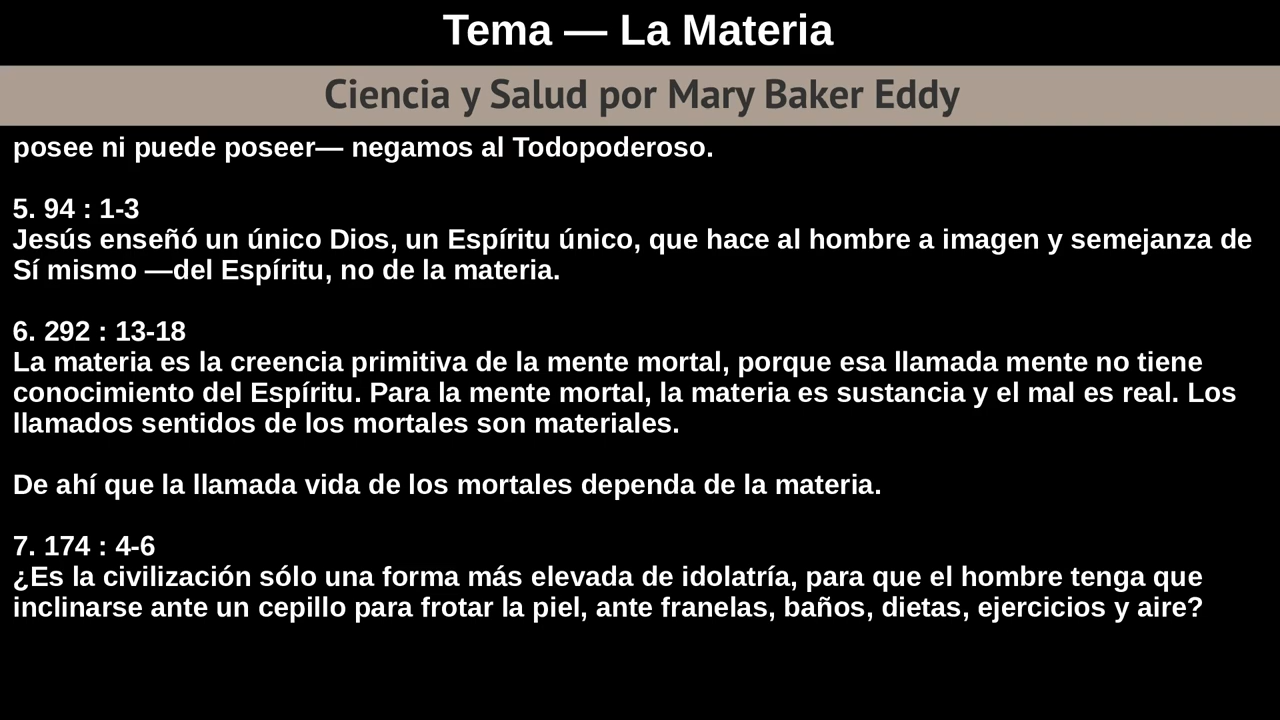 Tema — La Materia
Ciencia y Salud por Mary Baker Eddy
posee ni puede poseer— negamos al Todopoderoso.
5. 94 : 1-3
Jesús enseñó un único Dios, un Espíritu único, que hace al hombre a imagen y semejanza de
Sí mismo —del Espíritu, no de la materia.
6. 292 : 13-18
La materia es la creencia primitiva de la mente mortal, porque esa llamada mente no tiene
conocimiento del Espíritu. Para la mente mortal, la materia es sustancia y el mal es real. Los
llamados sentidos de los mortales son materiales.
De ahí que la llamada vida de los mortales dependa de la materia.
7. 174 : 4-6
¿Es la civilización sólo una forma más elevada de idolatría, para que el hombre tenga que
inclinarse ante un cepillo para frotar la piel, ante franelas, baños, dietas, ejercicios y aire?